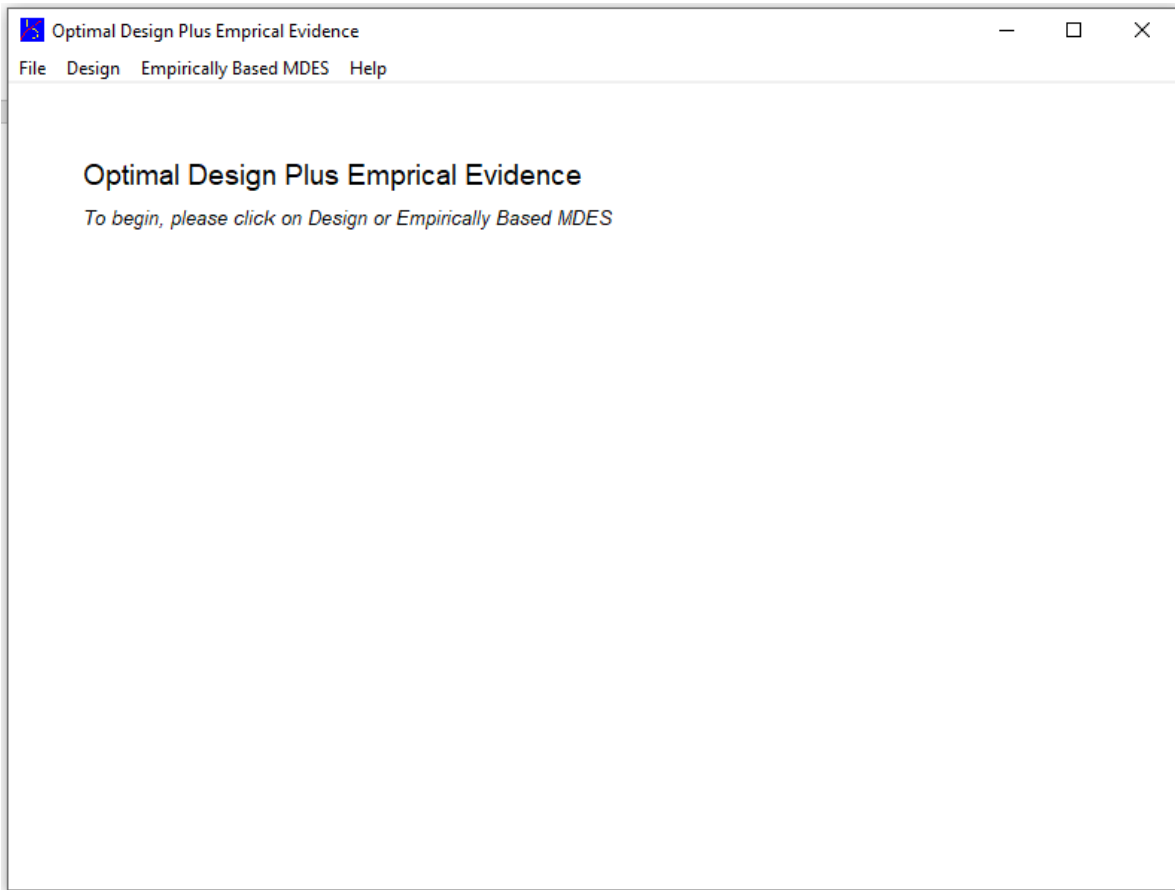 Optimal Design Plus Emprical Evidence
File Design Empirically Based MDES Help
Optimal Design Plus Emprical Evidence
To begin, please click on Design or Empirically Based MDES